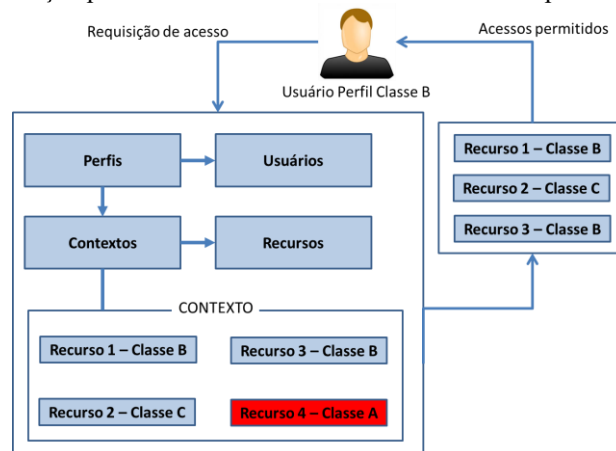 Requisição de acesso
Acessos permitidos
Usuário Perfil Classe B
Perfis
Usuários
Contextos
Recursos
CONTEXTO
Recurso 1 – Classe B
Recurso 3 – Classe B
Recurso 2 – Classe C
Recurso 4 – Classe A
Recurso 1 – Classe B
Recurso 2 – Classe C
Recurso 3 – Classe B